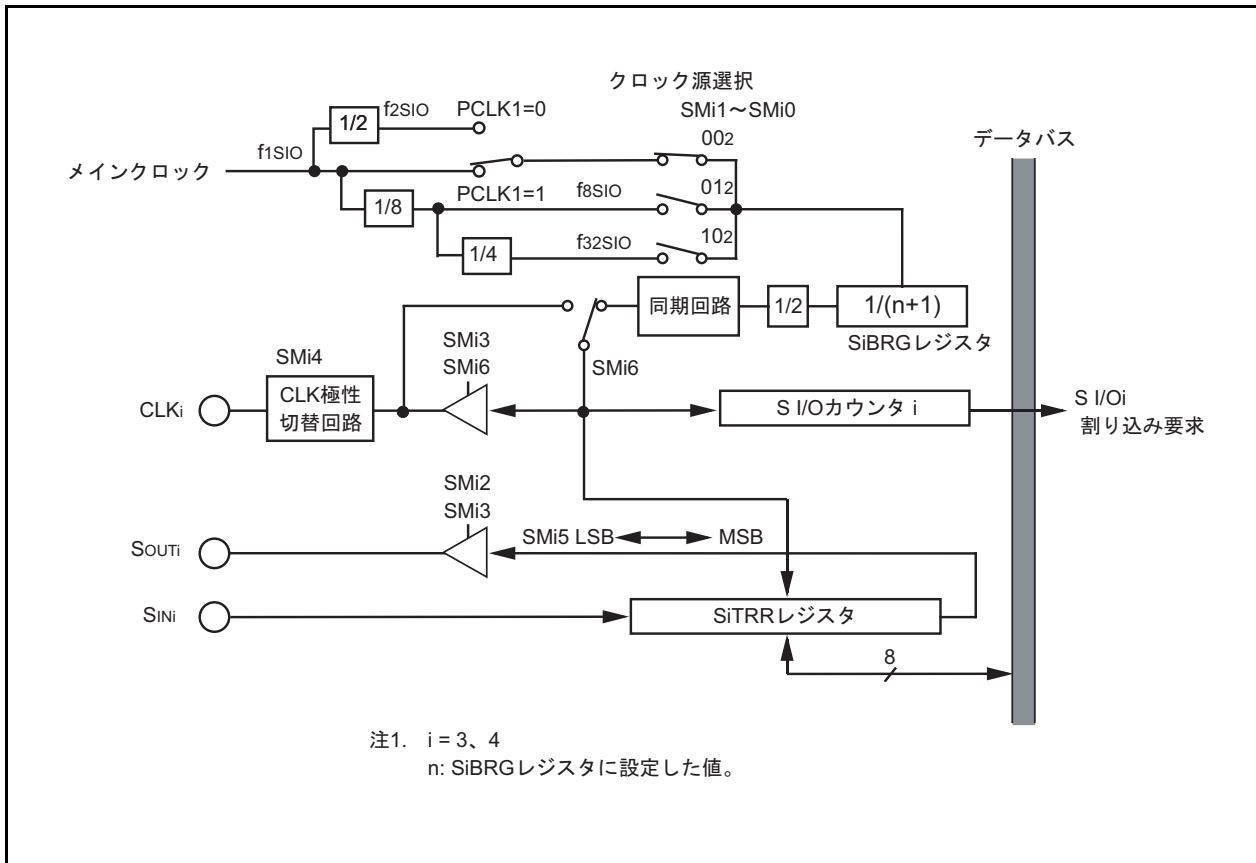 クロック源選択
SMi1～SMi0
1/2
f2SIO
PCLK1=0
002
データバス
メインクロック
f1SIO
PCLK1=1
1/8
f8SIO
012
1/4
f32SIO
102
同期回路
1/2
1/(n+1)
SiBRGレジスタ
SMi4
SMi3
SMi6
SMi6
CLKi
CLK極性
切替回路
S I/Oカウンタ i
S I/Oi
割り込み要求
SMi2
SMi3
SMi5 LSB
MSB
SOUTi
SINi
SiTRRレジスタ
8
注1. i = 3、4
n: SiBRGレジスタに設定した値。